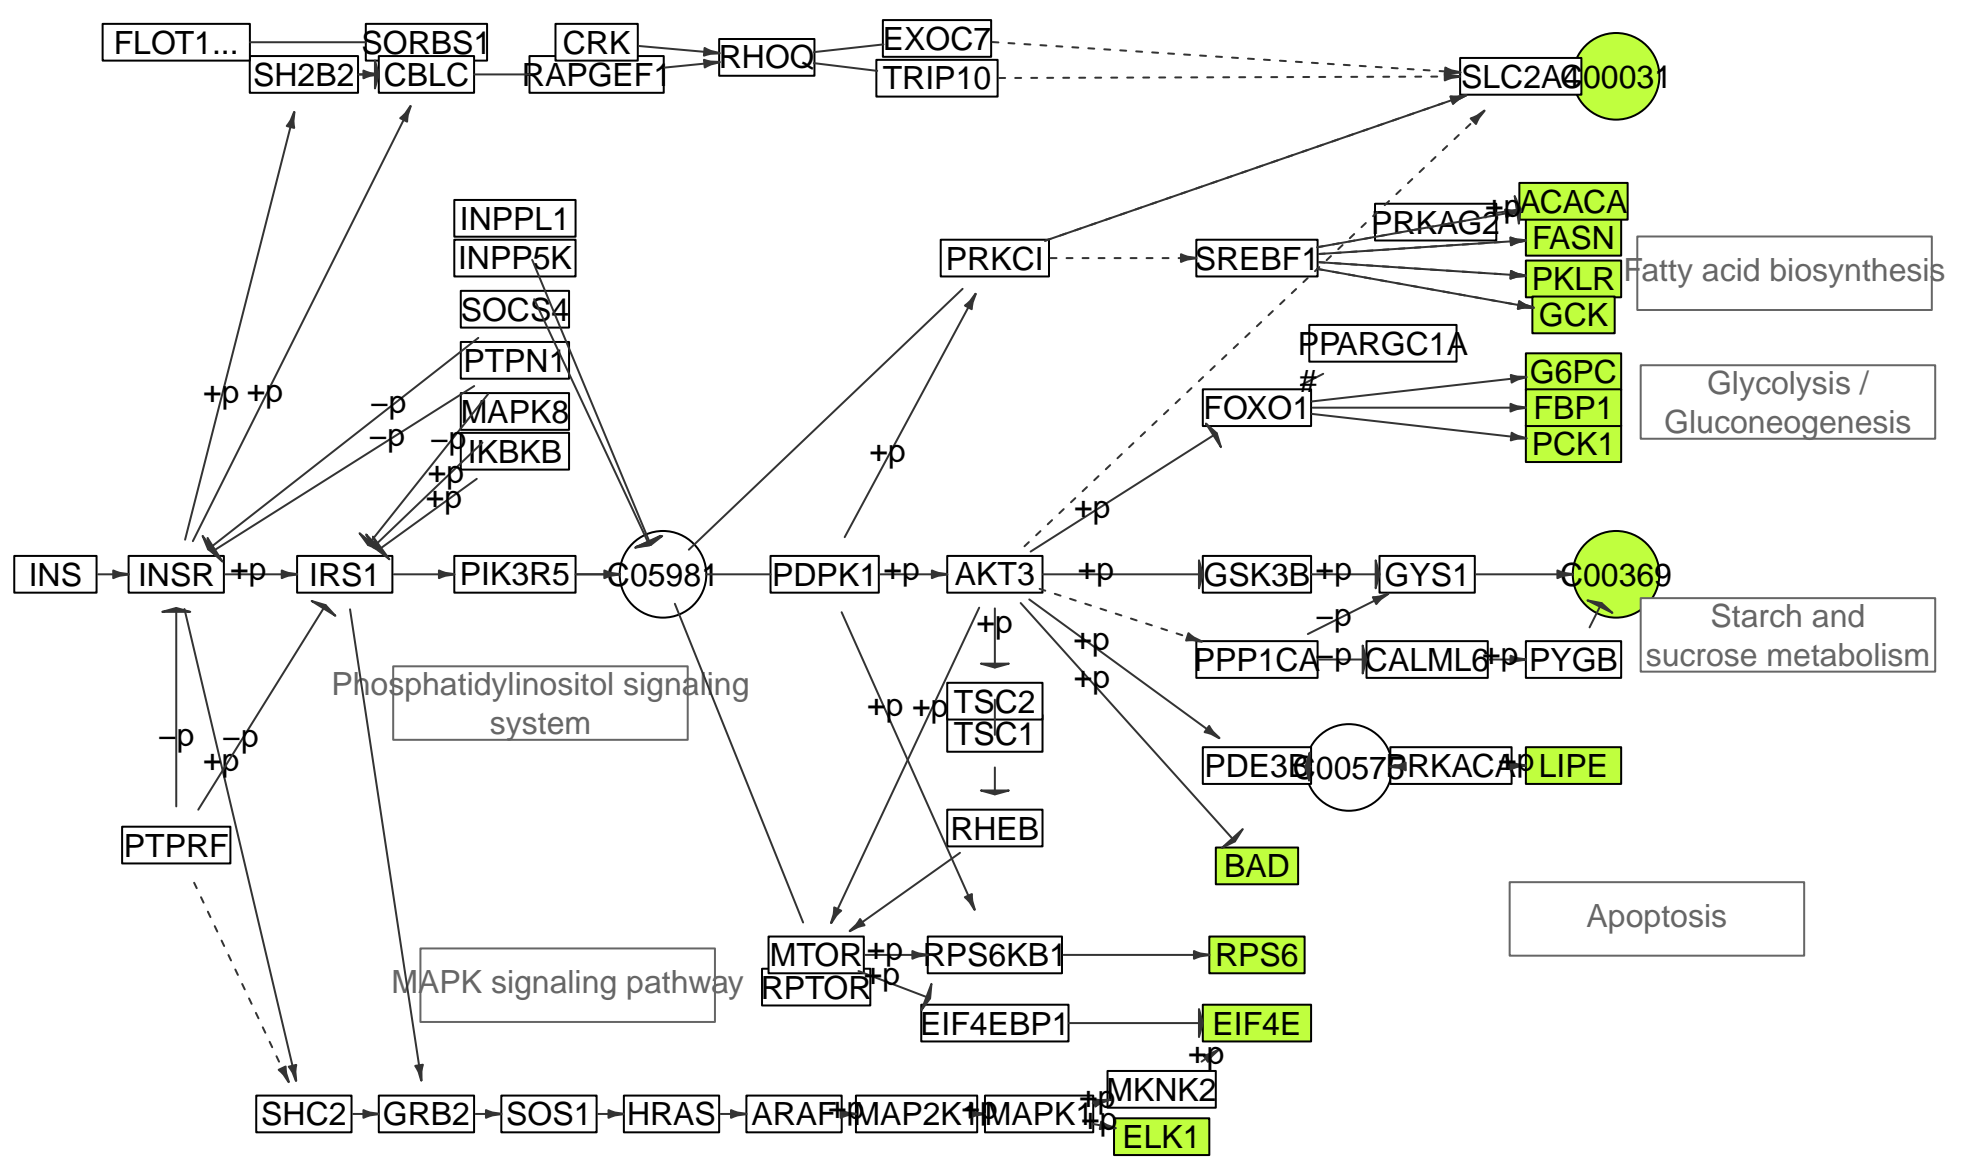 FLOT1...
SORBS1
CRK
EXOC7
RHOQ
SH2B2
CBLC
RAPGEF1
TRIP10
SLC2A4
C00031
INPPL1
INPP5K
SOCS4
PTPN1
MAPK8
IKBKB
PRKCI
SREBF1
PRKAG2
+p
ACACA
FASN
PKLR
GCK
Fatty acid biosynthesis
PPARGC1A
#
FOXO1
G6PC
FBP1
PCK1
Glycolysis /
Gluconeogenesis
+p
+p
–p
–p
–p
+p
+p
+p
+p
INS
INSR
+p
IRS1
PIK3R5
C05981
PDPK1
+p
AKT3
+p
GSK3B
+p
GYS1
C00369
Starch and
sucrose metabolism
+p
+p
–p
PPP1CA
–p
CALML6
+p
PYGB
Phosphatidylinositol signaling
system
+p
+p
+p
TSC2
TSC1
–p
–p
+p
PDE3B
C00575
PRKACA
+p
LIPE
PTPRF
RHEB
BAD
Apoptosis
MAPK signaling pathway
MTOR
+p
RPS6KB1
RPS6
RPTOR
+p
EIF4EBP1
EIF4E
+p
MKNK2
SHC2
GRB2
SOS1
HRAS
ARAF
+p
MAP2K1
+p
MAPK1
+p
+p
ELK1